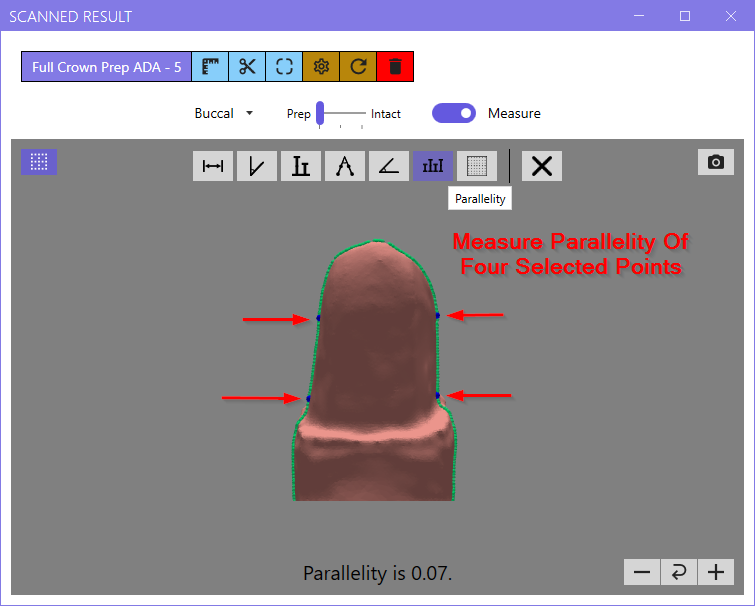 SCANNED RESULT
Full Crown Prep ADA - 5
Buccal
Prep
Intact
Measure
Parallelity
Measure Parallelity Of
Four Selected Points
Parallelity is 0.07.